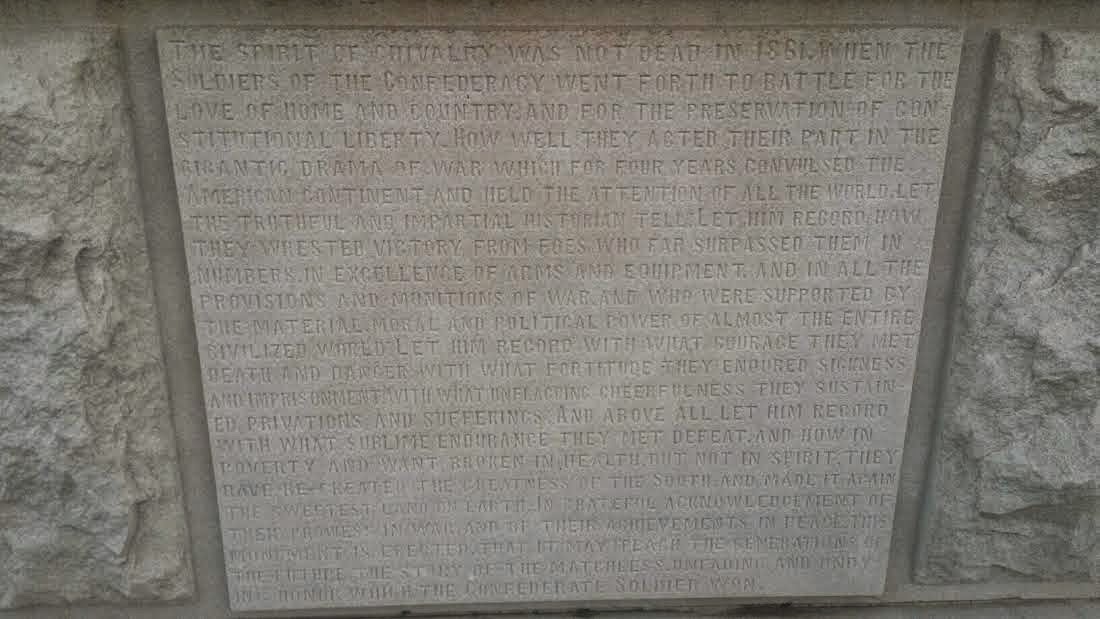 THE SPIRIT OF CHIVALRY WAS NOT DEAD IN 1861, WHEN THE
SOLDIERS OF THE CONFEDERACY WENT FORTH TO BATTLE FOR THE
LOVE OF HOME AND COUNTRY, AND FOR THE PRESERVATION OF CON-
STITUTIONAL LIBERTY. HOW WELL THEY ACTED THEIR PART IN THE
GIGANTIC DRAMA OF WAR WHICH FOR FOUR YEARS CONVULSED THE
AMERICAN CONTINENT, AND HELD THE ATTENTION OF ALL THE WORLD, LET
THE TRUTHFUL AND IMPARTIAL HISTORIAN TELL. LET HIM RECORD HOW
THEY WRESTED VICTORY FROM FOES WHO FAR SURPASSED THEM IN
NUMBERS, IN EXCELLENCE OF ARMS AND EQUIPMENT, AND IN ALL THE
PROVISIONS AND MUNITIONS OF WAR, AND WHO WERE SUPPORTED BY
THE MATERIAL, MORAL AND POLITICAL POWER OF ALMOST THE ENTIRE
CIVILIZED WORLD. LET HIM RECORD WITH WHAT COURAGE THEY MET
DEATH AND DANGER, WITH WHAT FORTITUDE THEY ENDURED SICKNESS
AND IMPRISONMENT, WITH WHAT UNFLAGGING CHEERFULNESS THEY SUSTAIN-
ED PRIVATIONS AND SUFFERINGS. AND ABOVE ALL LET HIM RECORD
WITH WHAT SUBLIME ENDURANCE THEY MET DEFEAT, AND HOW IN
POVERTY AND WANT, BROKEN IN HEALTH, BUT NOT IN SPIRIT, THEY
HAVE RE-CREATED THE GREATNESS OF THE SOUTH, AND MADE IT AGAIN
THE SWEETEST LAND ON EARTH. IN GRATEFUL ACKNOWLEDGEMENT OF
THEIR PROWESS IN WAR, AND OF THEIR ACHIEVEMENTS IN PEACE, THIS
MONUMENT IS ERECTED, THAT IT MAY TEACH THE GENERATIONS OF
THE FUTURE THE STORY OF THE MATCHLESS, UNFADING AND UNDY-
ING HONOR WHICH THE CONFEDERATE SOLDIER WON.